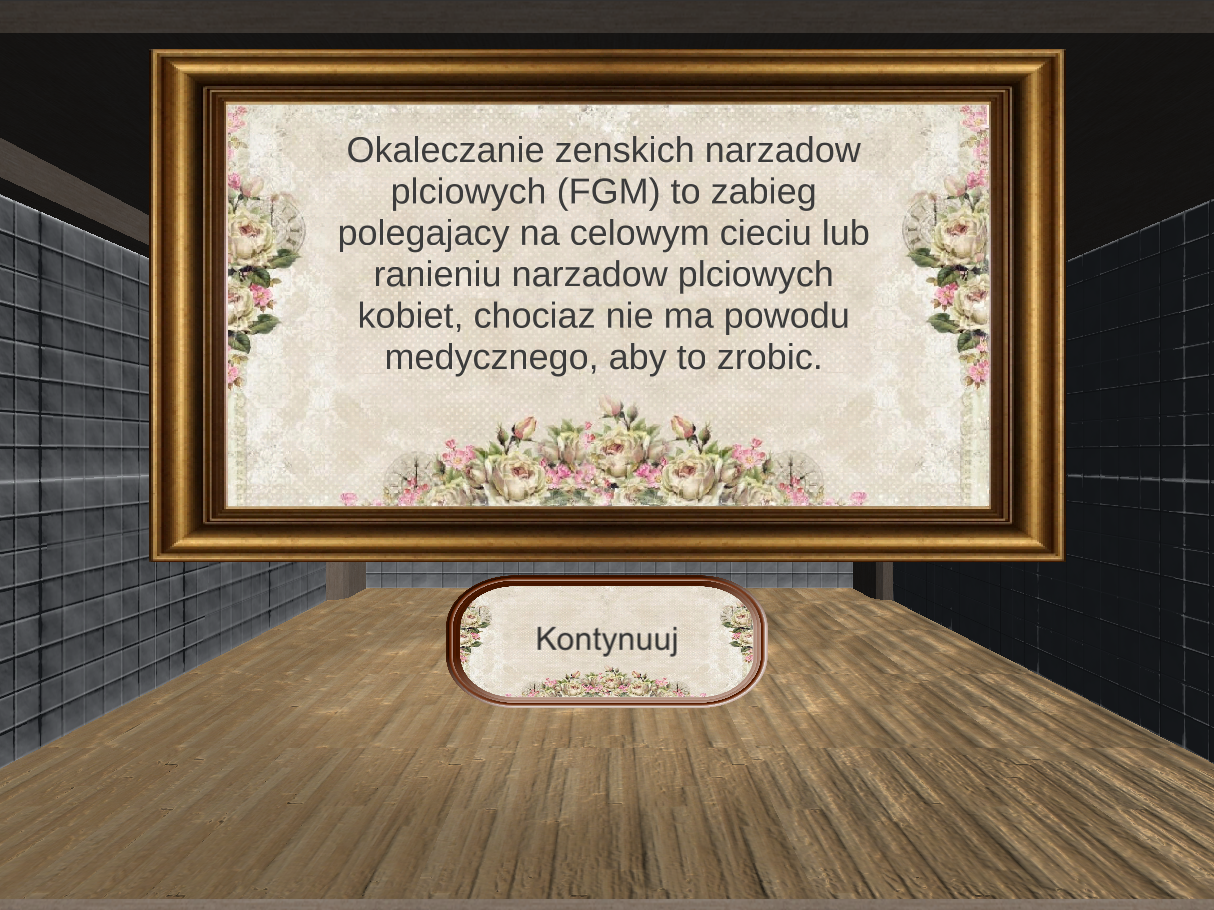 Okaleczanie zenskich narzadow
plciowych (FGM) to zabieg
polegajacy na celowym cieciu lub
ranieniu narzadow plciowych
kobiet, chociaz nie ma powodu
medycznego, aby to zrobic.
Kontynuuj